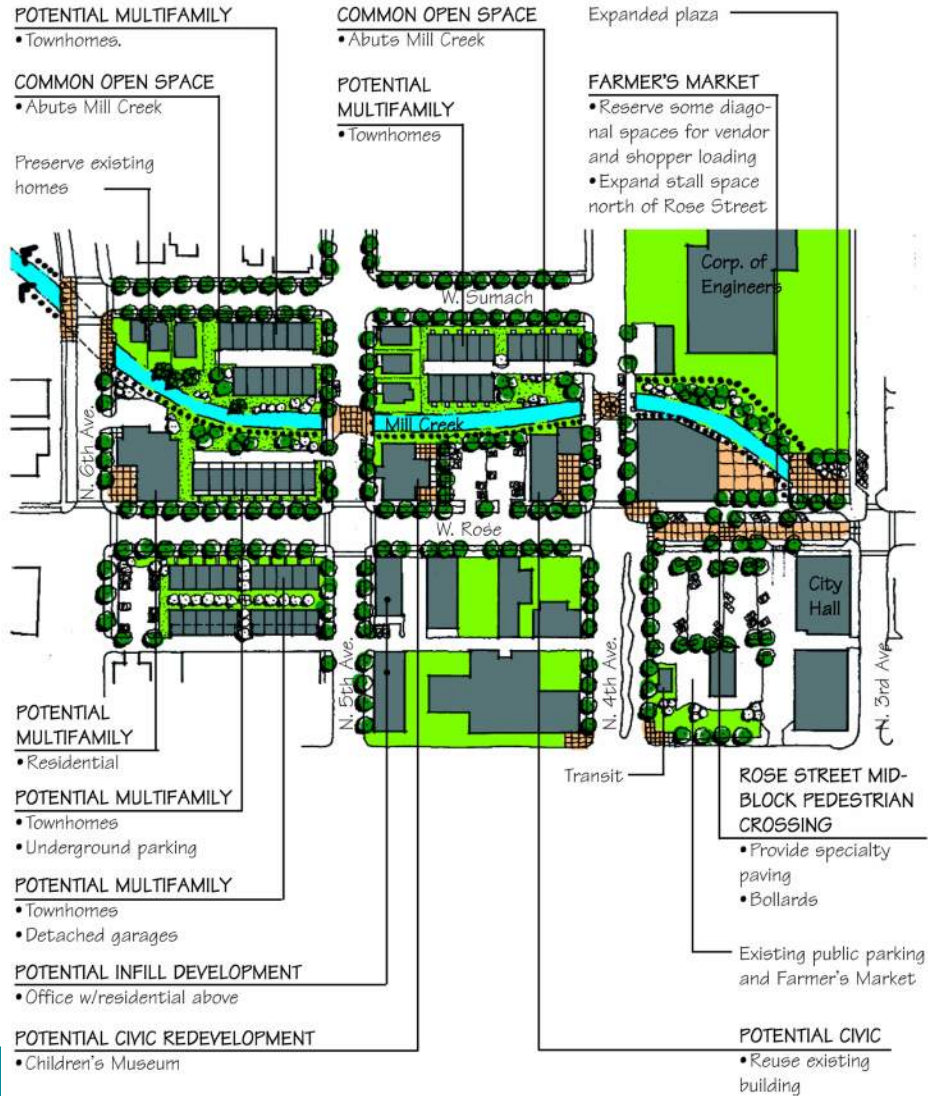 POTENTIAL MULTIFAMILY
• Townhomes.
COMMON OPEN SPACE
• Abuts Mill Creek
Preserve existing
homes
COMMON OPEN SPACE
• Abuts Mill Creek
POTENTIAL
MULTIFAMILY
• Townhomes
Expanded plaza
FARMER'S MARKET
• Reserve some diago-
nal spaces for vendor
and shopper loading
• Expand stall space
north of Rose Street
Corp. of
Engineers
W. Sumach
N. 6th Ave.
Mill Creek
W. Rose
City
Hall
N. 5th Ave.
N. 4th Ave.
N. 3rd Ave.
Transit
POTENTIAL
MULTIFAMILY
• Residential
POTENTIAL MULTIFAMILY
• Townhomes
• Underground parking
POTENTIAL MULTIFAMILY
• Townhomes
• Detached garages
POTENTIAL INFILL DEVELOPMENT
• Office w/residential above
POTENTIAL CIVIC REDEVELOPMENT
• Children's Museum
ROSE STREET MID-
BLOCK PEDESTRIAN
CROSSING
• Provide specialty
paving
• Bollards
Existing public parking
and Farmer's Market
POTENTIAL CIVIC
• Reuse existing
building